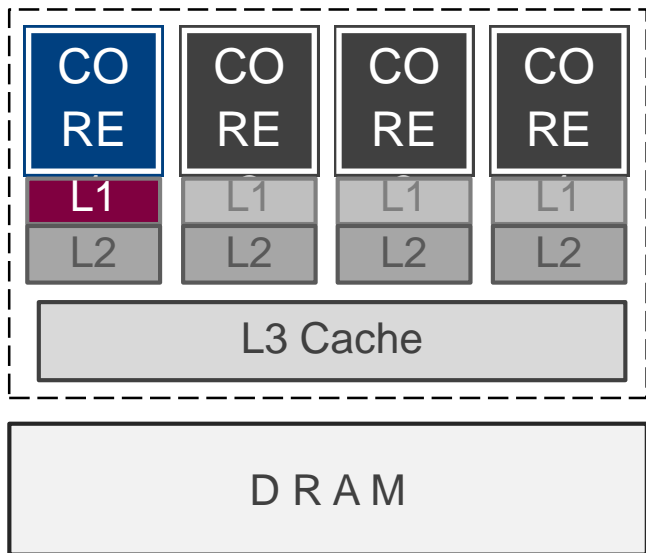 CO CO CO CO
RE RE RE RE
L1 L1 L1 L1
L2 L2 L2 L2
L3 Cache
D R A M